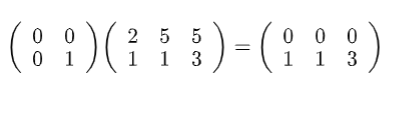 ( 0 0 ) ( 2 5 5 ) = ( 0 0 0 )
( 0 1 ) ( 1 1 3 ) = ( 1 1 3 )